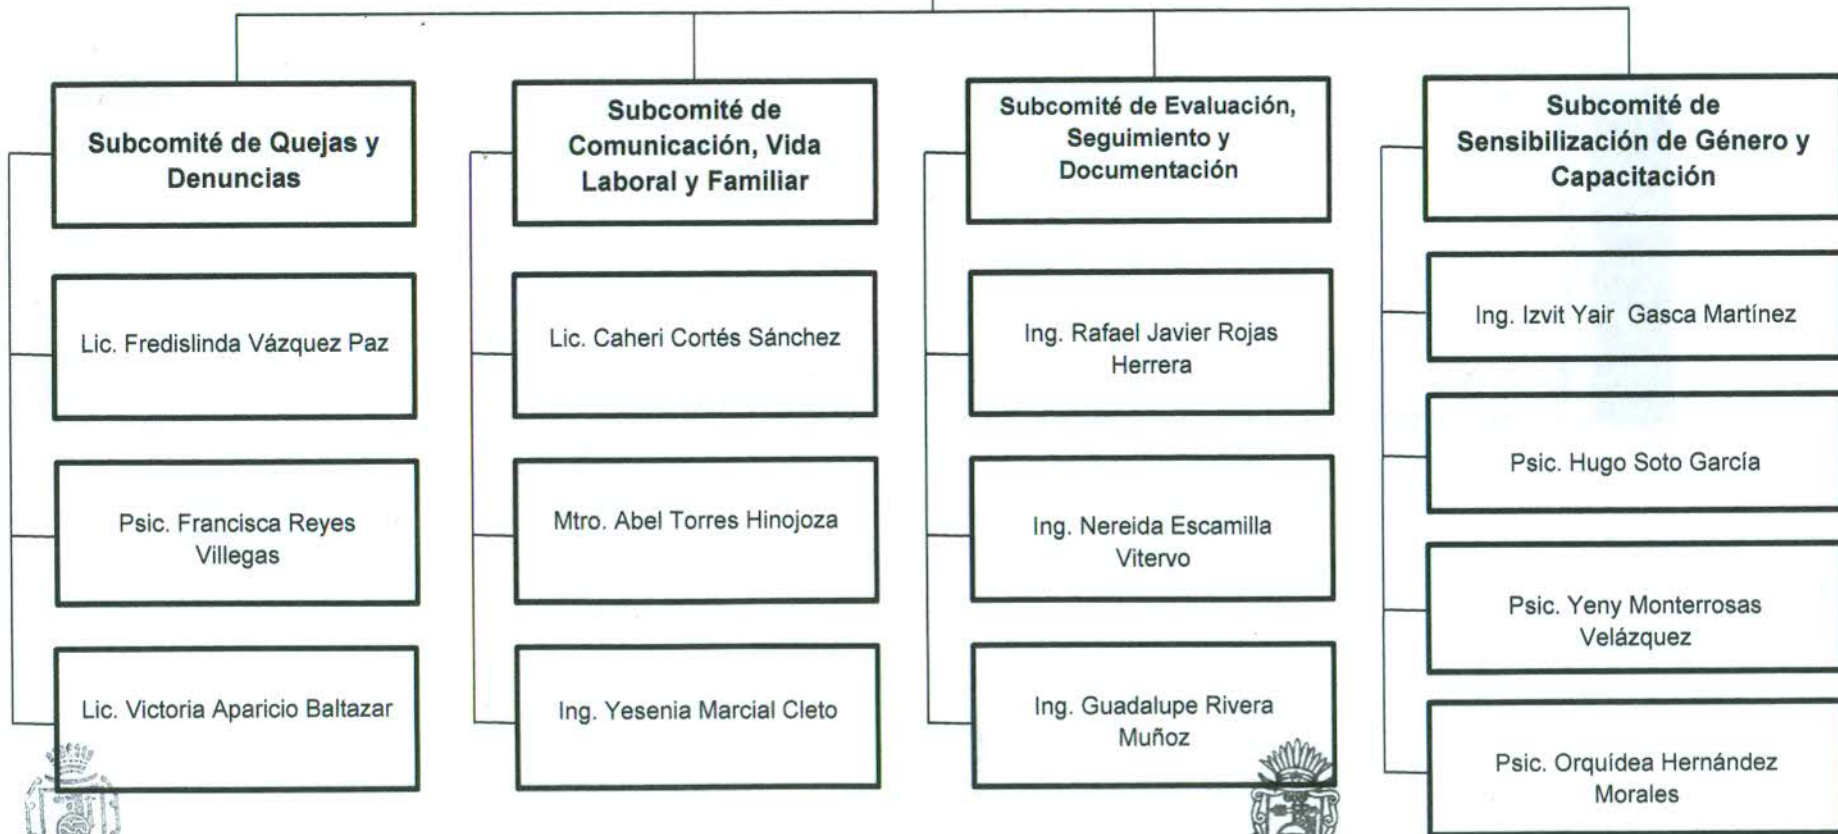 Subcomité de Quejas y
Denuncias
Lic. Fredislinda Vázquez Paz
Psic. Francisca Reyes
Villegas
Lic. Victoria Aparicio Baltazar
Subcomité de
Comunicación, Vida
Laboral y Familiar
Lic. Caheri Cortés Sánchez
Mtro. Abel Torres Hinojoza
Ing. Yesenia Marcial Cleto
Subcomité de Evaluación,
Seguimiento y
Documentación
Ing. Rafael Javier Rojas
Herrera
Ing. Nereida Escamilla
Vitervo
Ing. Guadalupe Rivera
Muñoz
Subcomité de
Sensibilización de Género y
Capacitación
Ing. Izvit Yair Gasca Martínez
Psic. Hugo Soto García
Psic. Yeny Monterrosas
Velázquez
Psic. Orquídea Hernández
Morales